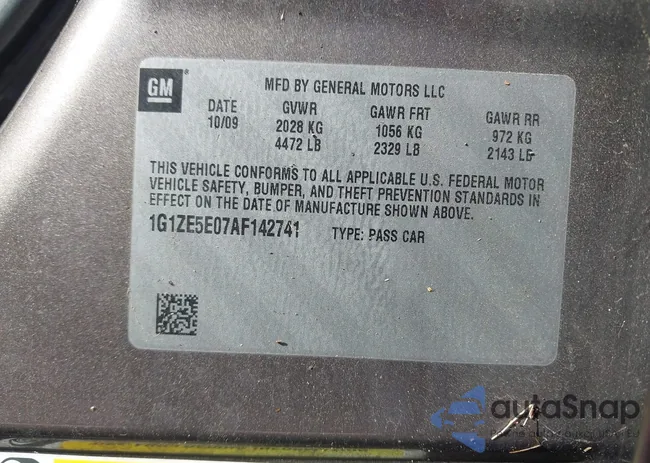 GM
MFD BY GENERAL MOTORS LLC
DATE GVWR GAWR FRT GAWR RR
10/09 2028 KG 1056 KG 972 KG
4472 LB 2329 LB 2143 LB
THIS VEHICLE CONFORMS TO ALL APPLICABLE U.S. FEDERAL MOTOR
VEHICLE SAFETY, BUMPER, AND THEFT PREVENTION STANDARDS IN
EFFECT ON THE DATE OF MANUFACTURE SHOWN ABOVE.
1G1ZE5E07AF142741 TYPE: PASS CAR
autoSnap